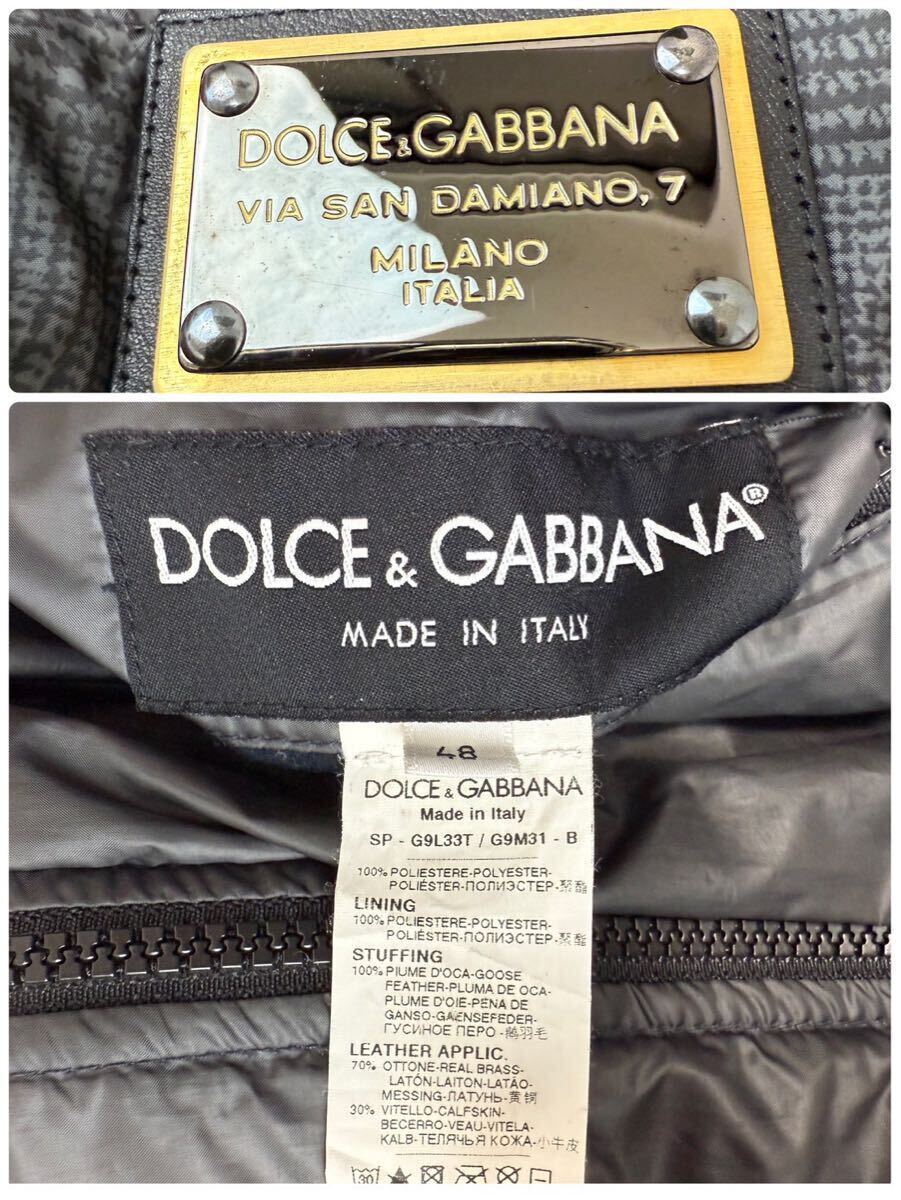 DOLCE & GABBANA
VIA SAN DAMIANO, 7
MILANO
ITALIA
DOLCE & GABBANA®
MADE IN ITALY
48
DOLCE & GABBANA
Made in Italy
SP - G9L33T / G9M31 - B
100% POLIESTERE-POLYESTER-
POLIÉSTER-ПОЛИЭСТЕР-聚酯
LINING
100% POLIESTERE-POLYESTER-
POLIÉSTER-ПОЛИЭСТЕР-聚酯
STUFFING
100% PIUME D'OCA-GOOSE
FEATHER-PLUMA DE OCA-
PLUME D'OIE-PENA DE
GANSO-GAENSEFEDER-
ГУСИНОЕ ПЕРО-鹅羽毛
LEATHER APPLIC.
70% OTTONE-REAL BRASS-
LATÓN-LAITON-LATÃO-
MESSING-ЛАТУНЬ-黄铜
30% VITELLO-CALFSKIN-
BECERRO-VEAU-VITELA-
KALB-ТЕЛЯЧЬЯ КОЖА-小牛皮
30